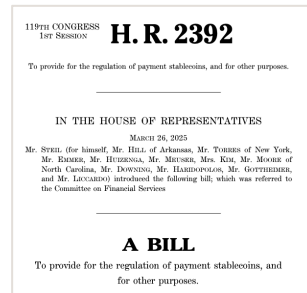 119TH CONGRESS
1ST SESSION
H. R. 2392
To provide for the regulation of payment stablecoins, and for other purposes.
IN THE HOUSE OF REPRESENTATIVES
MARCH 26, 2025
Mr. STEIL (for himself, Mr. HILL of Arkansas, Mr. TORRES of New York,
Mr. EMMER, Mr. HUIZENGA, Mr. MEUSER, Mrs. KIM, Mr. MOORE of
North Carolina, Mr. DOWNING, Mr. HARIDOPOLOS, Mr. GOTTHEIMER,
and Mr. LICCARDO) introduced the following bill; which was referred to
the Committee on Financial Services
A BILL
To provide for the regulation of payment stablecoins, and
for other purposes.